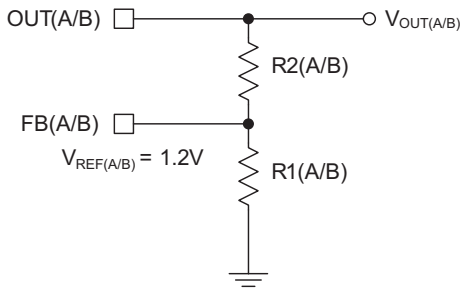 OUT(A/B)
VOUT(A/B)
R2(A/B)
FB(A/B)
VREF(A/B) = 1.2V
R1(A/B)